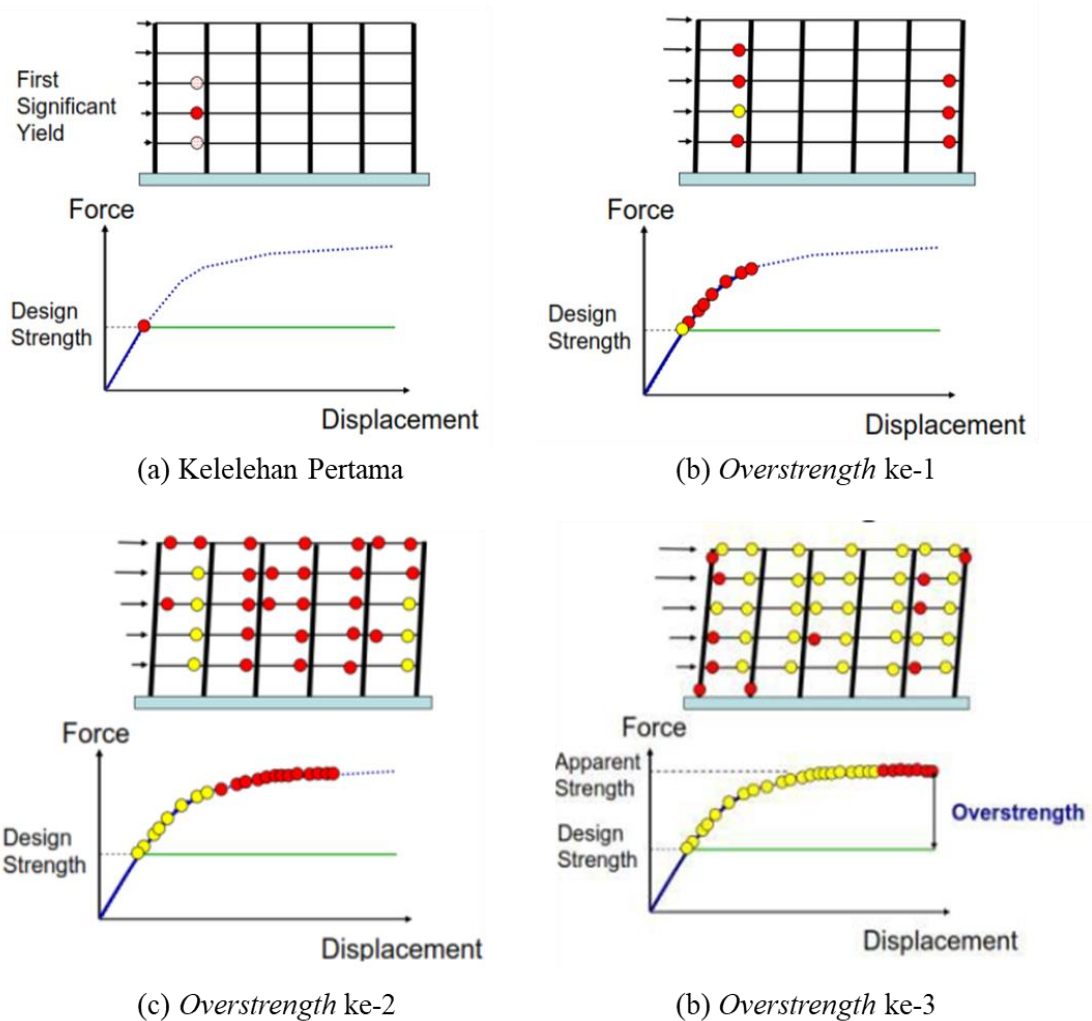 First
Significant
Yield
Force
Design
Strength
Displacement
(a) Kelelehan Pertama
Force
Design
Strength
Displacement
(b) Overstrength ke-1
Force
Design
Strength
Displacement
(c) Overstrength ke-2
Force
Apparent
Strength
Overstrength
Design
Strength
Displacement
(b) Overstrength ke-3